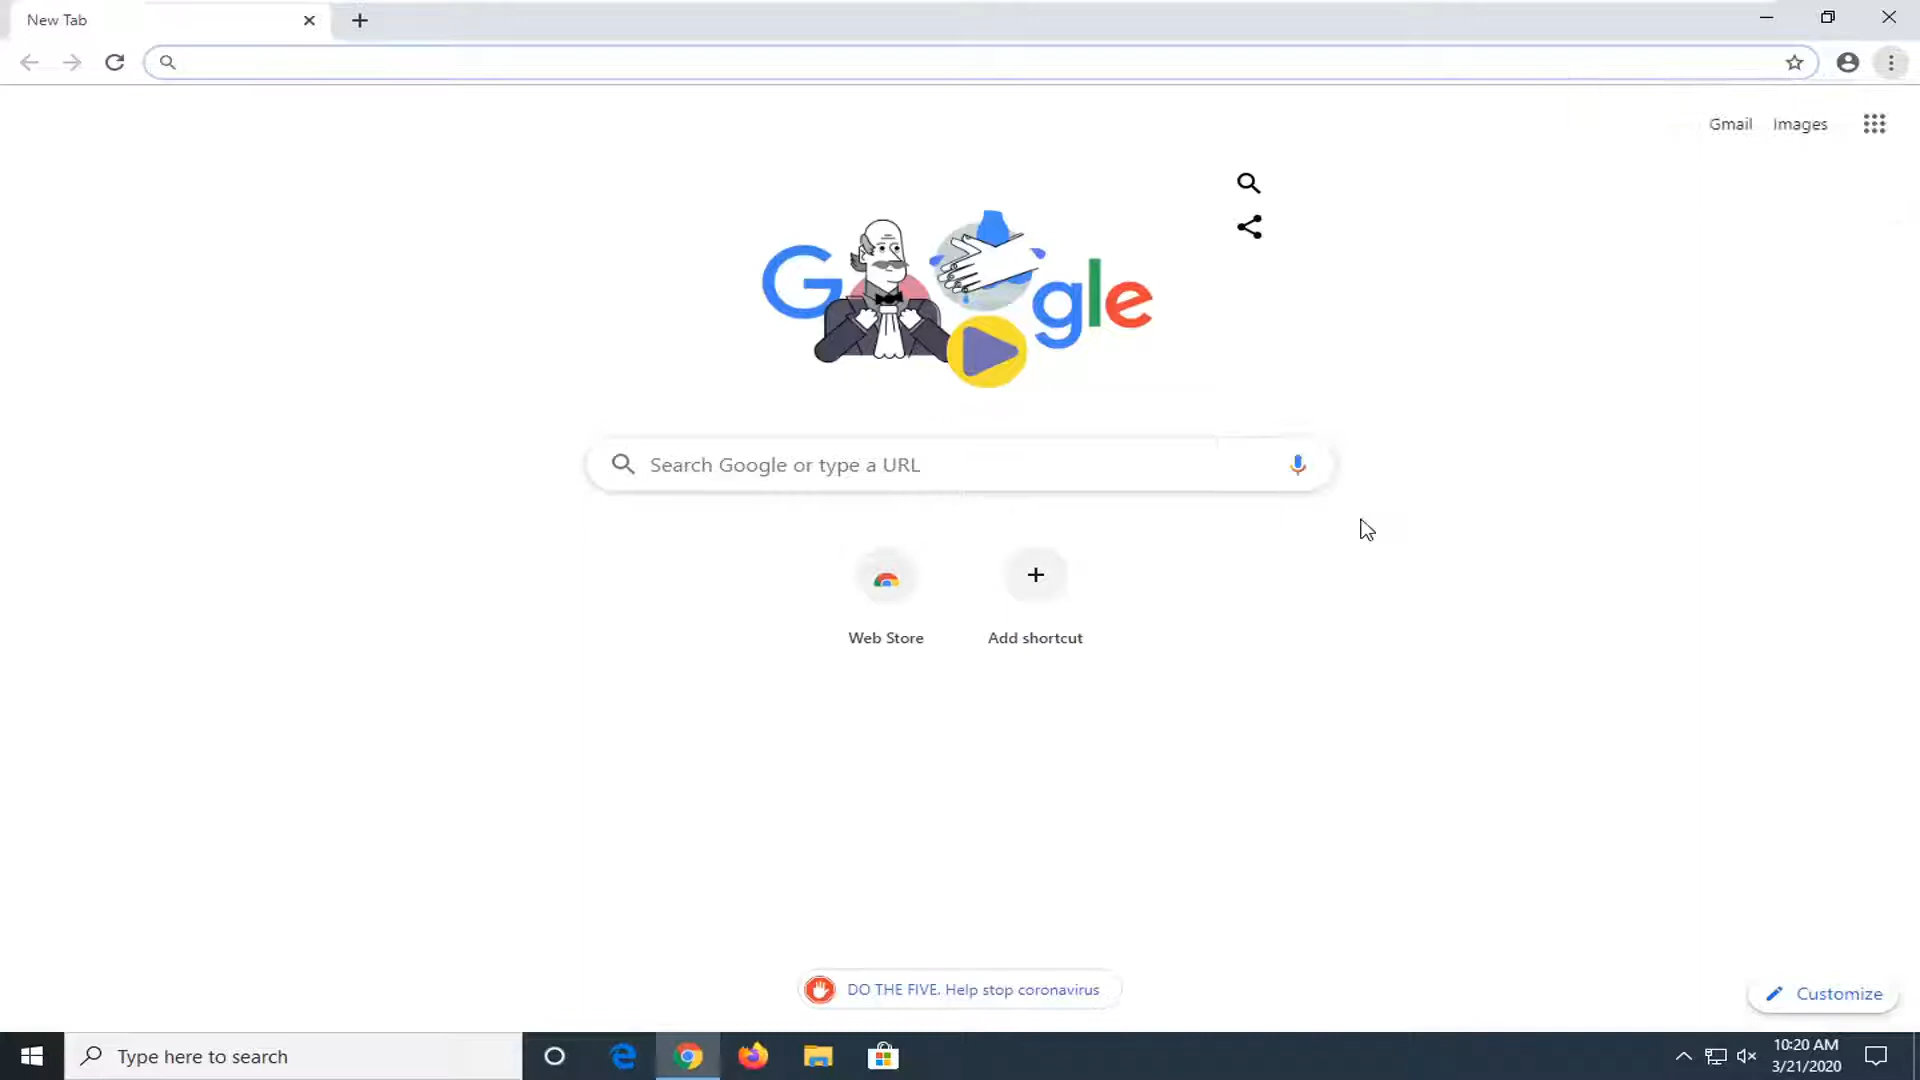 New Tab
Gmail Images
G gle
Search Google or type a URL
Web Store Add shortcut
DO THE FIVE. Help stop coronavirus
Customize
Type here to search
10:20 AM
3/21/2020